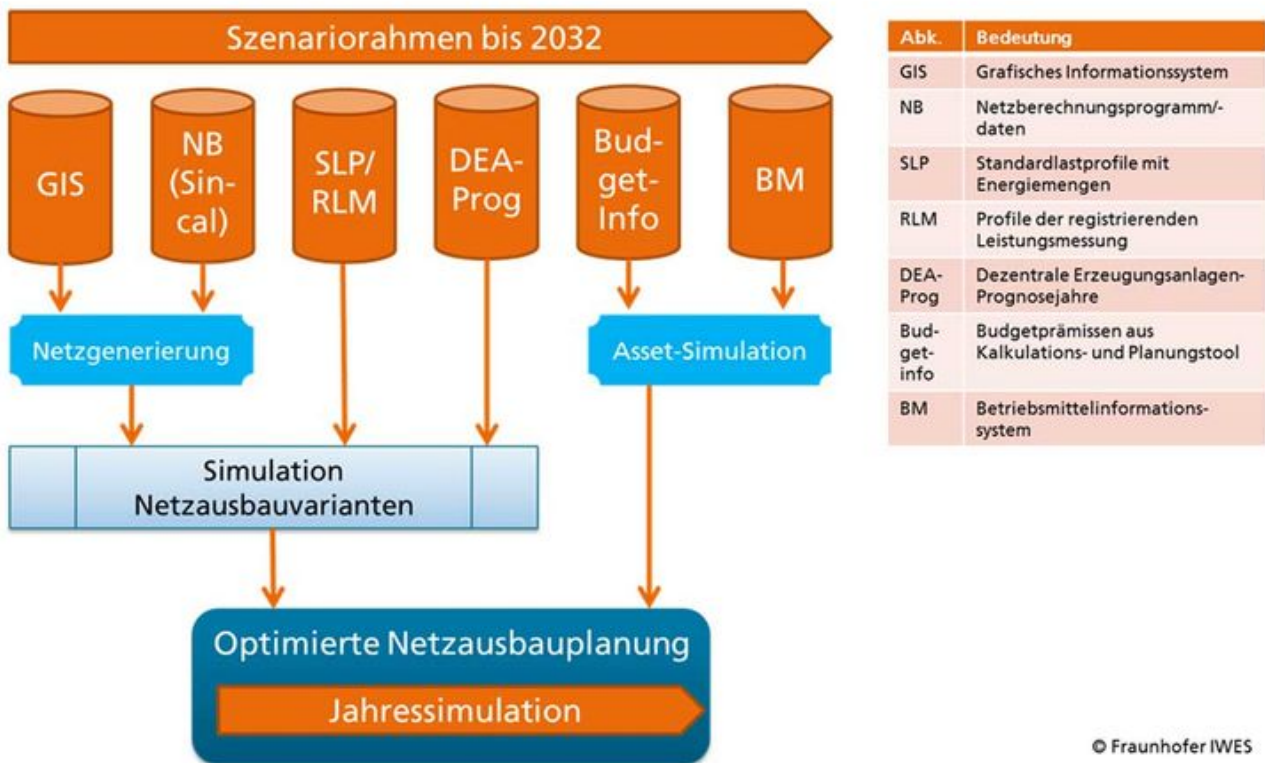 Szenariorahmen bis 2032
GIS
NB
(Sin-
cal)
SLP/
RLM
DEA-
Prog
Bud-
get-
Info
BM
Netzgenerierung
Asset-Simulation
Simulation
Netzausbauvarianten
Optimierte Netzausbauplanung
Jahressimulation
Abk. Bedeutung
GIS Grafisches Informationssystem
NB Netzberechnungsprogramm/-
daten
SLP Standardlastprofile mit
Energiemengen
RLM Profile der registrierenden
Leistungsmessung
DEA- Dezentrale Erzeugungsanlagen-
Prog Prognosejahre
Bud- Budgetprämissen aus
get- Kalkulations- und Planungstool
info
BM Betriebsmittelinformations-
system
© Fraunhofer IWES